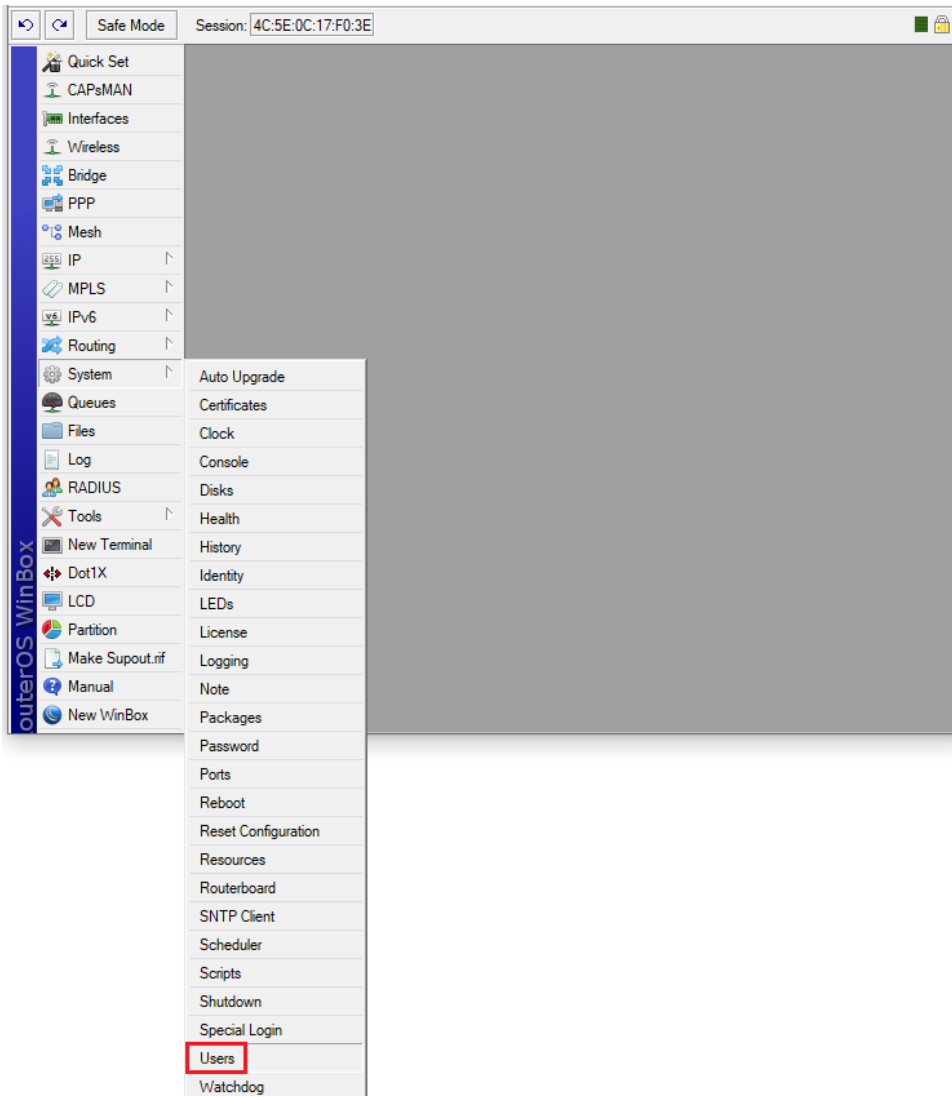 Safe Mode
Session: 4C:5E:0C:17:F0:3E
Quick Set
CAPsMAN
Interfaces
Wireless
Bridge
PPP
Mesh
255 IP
MPLS
v6 IPv6
Routing
System
Queues
Files
Log
RADIUS
Tools
New Terminal
Dot1X
LCD
Partition
Make Supout.rif
Manual
New WinBox
outerOS WinBox
Auto Upgrade
Certificates
Clock
Console
Disks
Health
History
Identity
LEDs
License
Logging
Note
Packages
Password
Ports
Reboot
Reset Configuration
Resources
Routerboard
SNTP Client
Scheduler
Scripts
Shutdown
Special Login
Users
Watchdog